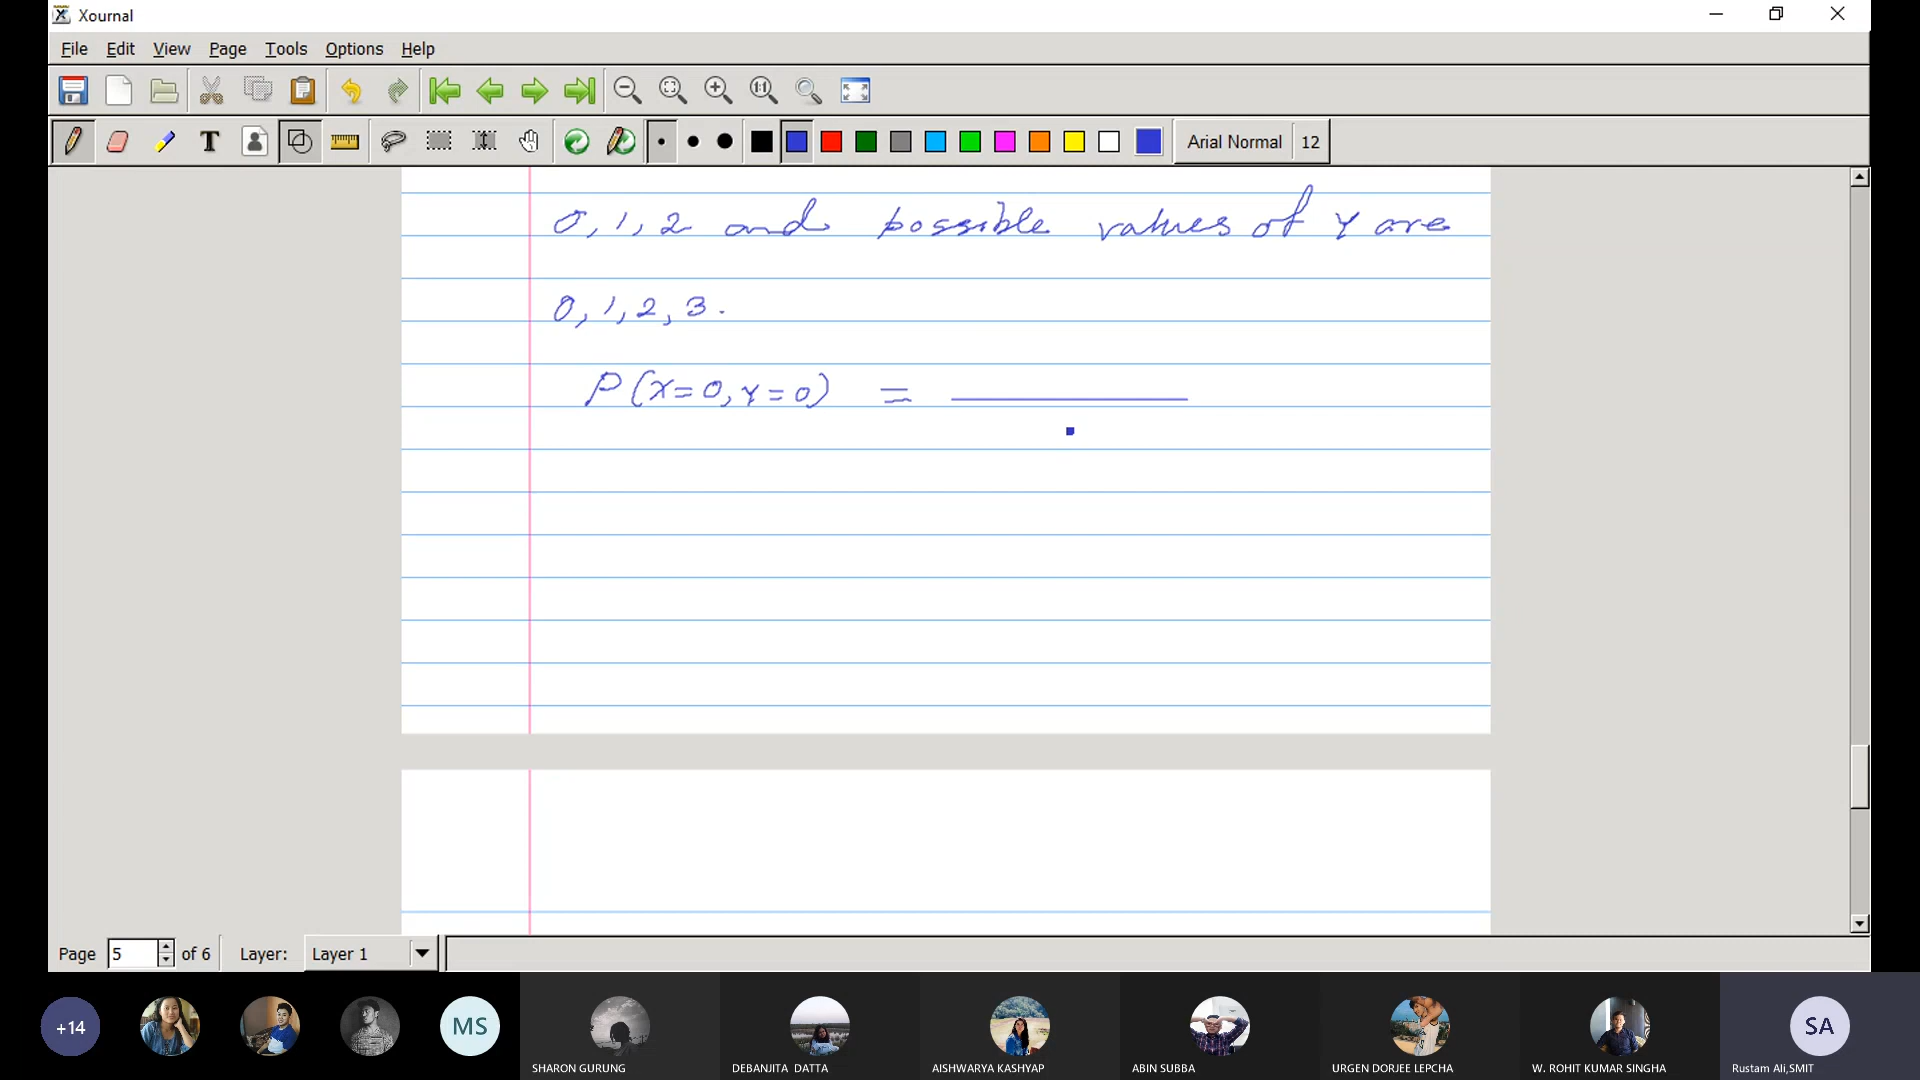 Xournal
File Edit View Page Tools Options Help
Arial Normal 12
0, 1, 2 and possible values of Y are
0, 1, 2, 3.
P(X=0, Y=0) =
Page 5 of 6 Layer: Layer 1
+14 MS SA
SHARON GURUNG DEBANJITA DATTA AISHWARYA KASHYAP ABIN SUBBA URGEN DORJEE LEPCHA W. ROHIT KUMAR SINGHA Rustam Ali,SMIT